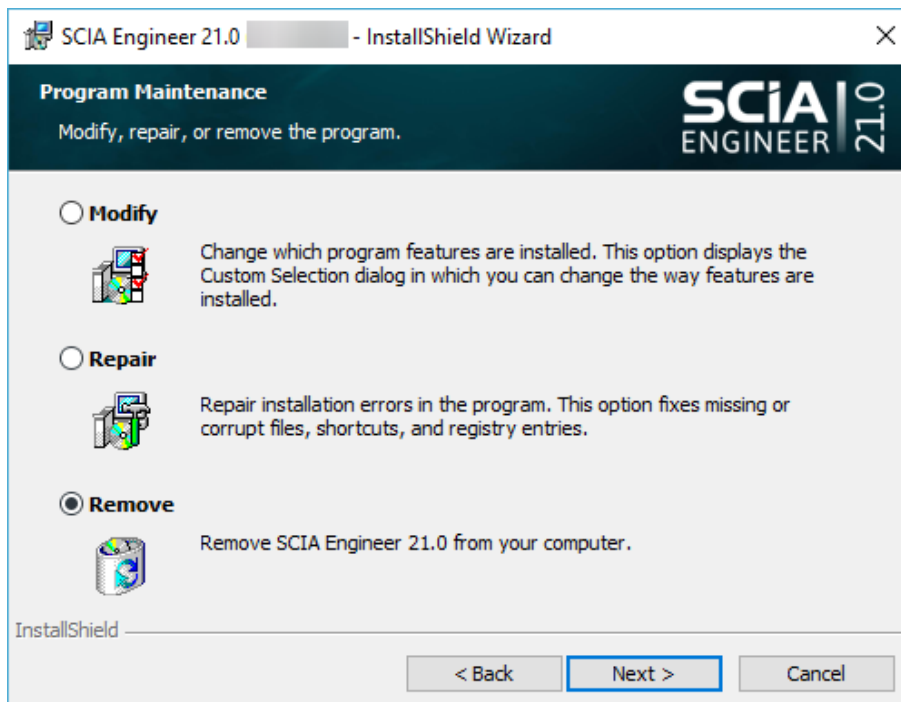 SCIA Engineer 21.0 - InstallShield Wizard
Program Maintenance
Modify, repair, or remove the program.
SCiA
ENGINEER
21.0
Modify
Change which program features are installed. This option displays the
Custom Selection dialog in which you can change the way features are
installed.
Repair
Repair installation errors in the program. This option fixes missing or
corrupt files, shortcuts, and registry entries.
Remove
Remove SCIA Engineer 21.0 from your computer.
InstallShield
< Back
Next >
Cancel